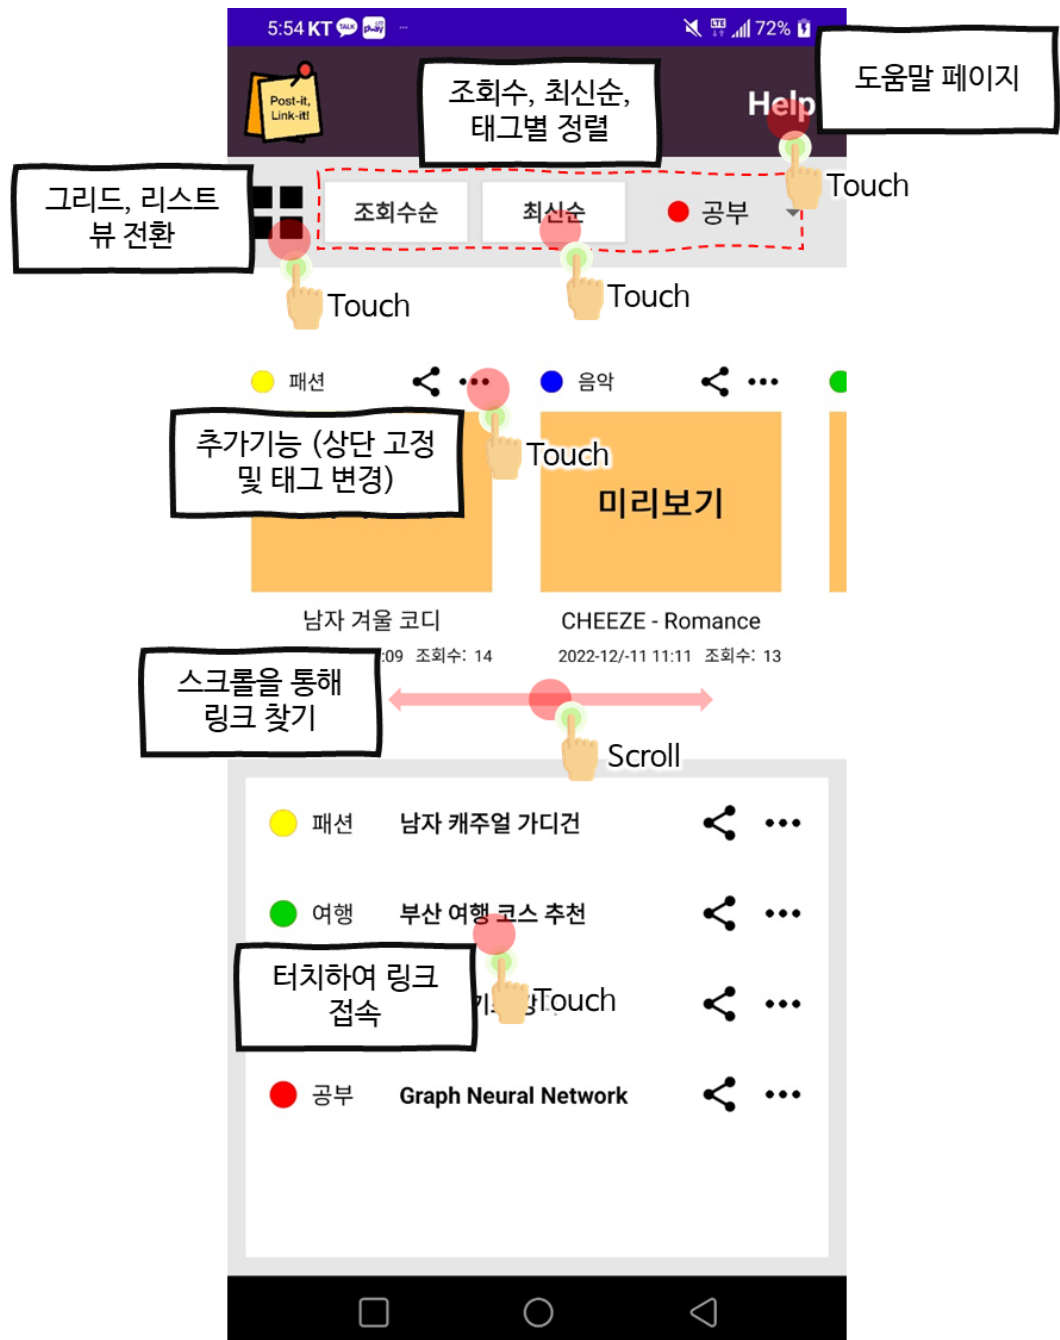 5:54 KT TALK
LTE 72%
Post-it,
Link-it!
조회수, 최신순,
태그별 정렬
Help
도움말 페이지
Touch
그리드, 리스트
뷰 전환
조회수순
최신순
공부
Touch
Touch
패션
음악
추가기능 (상단 고정
및 태그 변경)
Touch
미리보기
남자 겨울 코디
CHEEZE - Romance
:09 조회수: 14
2022-12/-11 11:11 조회수: 13
스크롤을 통해
링크 찾기
Scroll
패션 남자 캐주얼 가디건
여행 부산 여행 코스 추천
터치하여 링크
접속
Touch
공부 Graph Neural Network